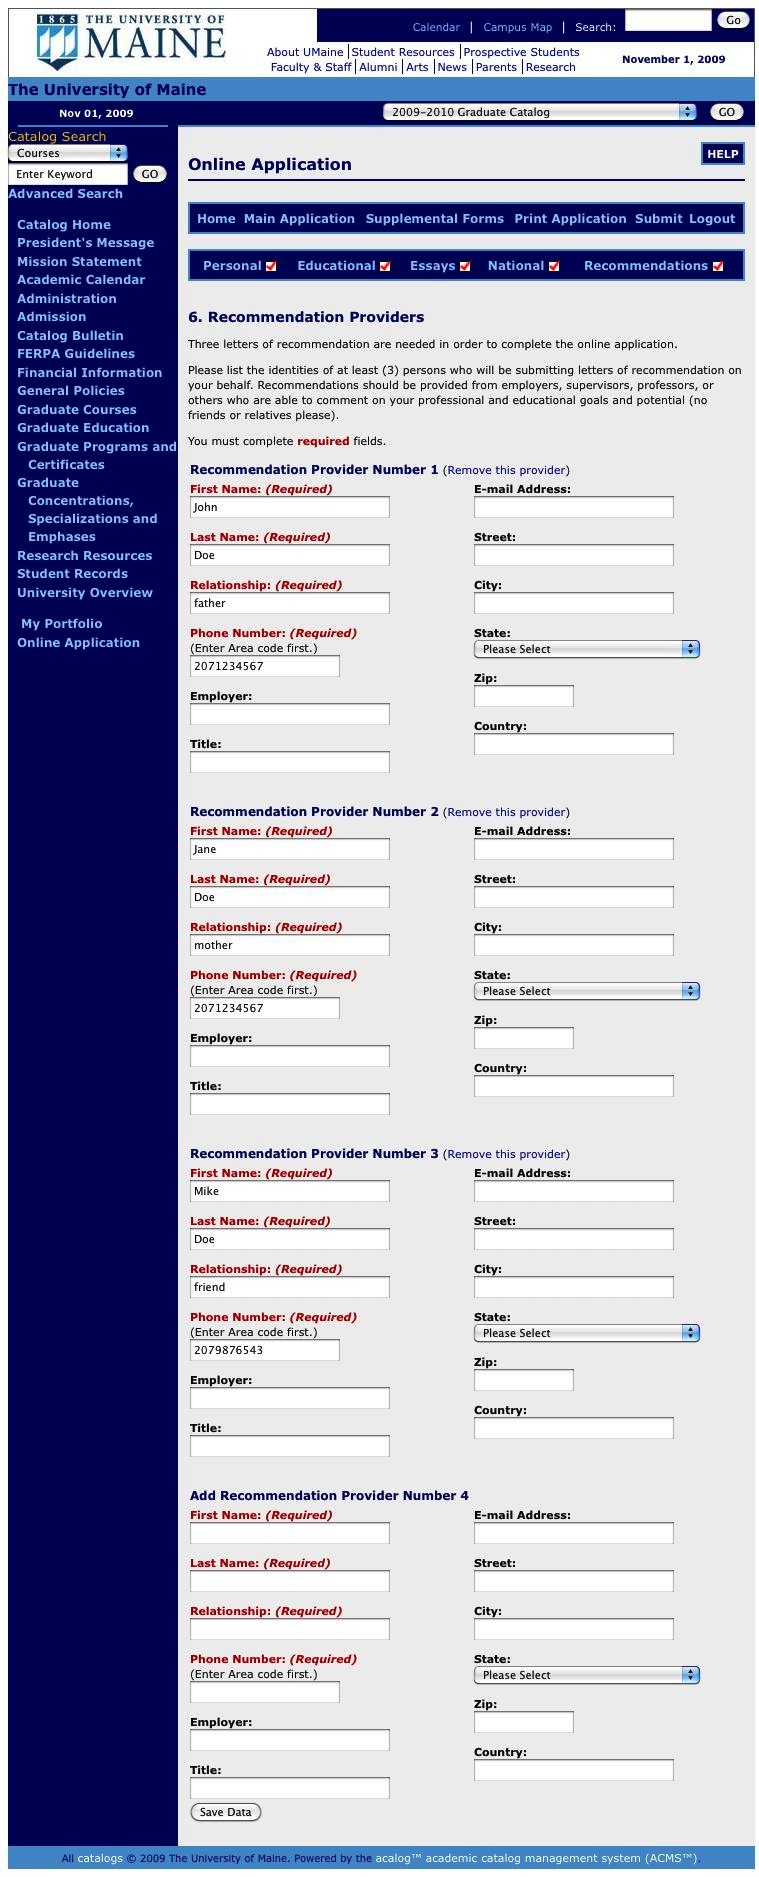 1865 THE UNIVERSITY OF
MAINE
Calendar | Campus Map | Search: Go
About UMaine | Student Resources | Prospective Students
Faculty & Staff | Alumni | Arts | News | Parents | Research
November 1, 2009
The University of Maine
Nov 01, 2009
2009-2010 Graduate Catalog GO
Catalog Search
Courses
Enter Keyword GO
Advanced Search
Catalog Home
President's Message
Mission Statement
Academic Calendar
Administration
Admission
Catalog Bulletin
FERPA Guidelines
Financial Information
General Policies
Graduate Courses
Graduate Education
Graduate Programs and
Certificates
Graduate
Concentrations,
Specializations and
Emphases
Research Resources
Student Records
University Overview
My Portfolio
Online Application
Online Application
HELP
Home Main Application Supplemental Forms Print Application Submit Logout
Personal Educational Essays National Recommendations
6. Recommendation Providers
Three letters of recommendation are needed in order to complete the online application.
Please list the identities of at least (3) persons who will be submitting letters of recommendation on
your behalf. Recommendations should be provided from employers, supervisors, professors, or
others who are able to comment on your professional and educational goals and potential (no
friends or relatives please).
You must complete required fields.
Recommendation Provider Number 1 (Remove this provider)
First Name: (Required)
John
Last Name: (Required)
Doe
Relationship: (Required)
father
Phone Number: (Required)
(Enter Area code first.)
2071234567
Employer:
Title:
E-mail Address:
Street:
City:
State:
Please Select
Zip:
Country:
Recommendation Provider Number 2 (Remove this provider)
First Name: (Required)
Jane
Last Name: (Required)
Doe
Relationship: (Required)
mother
Phone Number: (Required)
(Enter Area code first.)
2071234567
Employer:
Title:
E-mail Address:
Street:
City:
State:
Please Select
Zip:
Country:
Recommendation Provider Number 3 (Remove this provider)
First Name: (Required)
Mike
Last Name: (Required)
Doe
Relationship: (Required)
friend
Phone Number: (Required)
(Enter Area code first.)
2079876543
Employer:
Title:
E-mail Address:
Street:
City:
State:
Please Select
Zip:
Country:
Add Recommendation Provider Number 4
First Name: (Required)
Last Name: (Required)
Relationship: (Required)
Phone Number: (Required)
(Enter Area code first.)
Employer:
Title:
E-mail Address:
Street:
City:
State:
Please Select
Zip:
Country:
Save Data
All catalogs © 2009 The University of Maine. Powered by the acalog™ academic catalog management system (ACMS™).